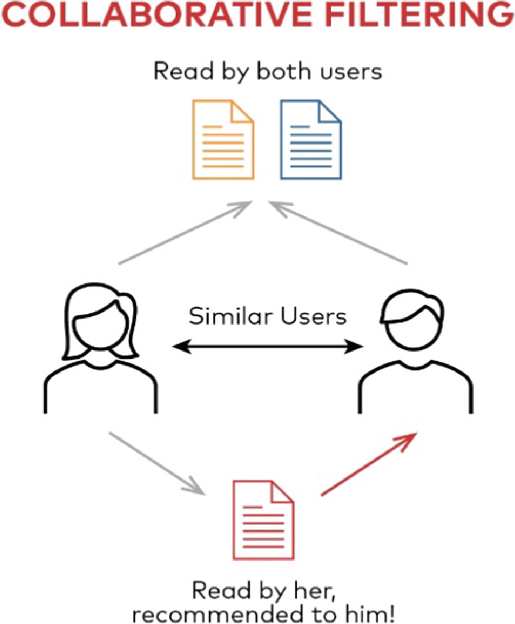 COLLABORATIVE FILTERING
Read by both users
Similar Users
Read by her,
recommended to him!